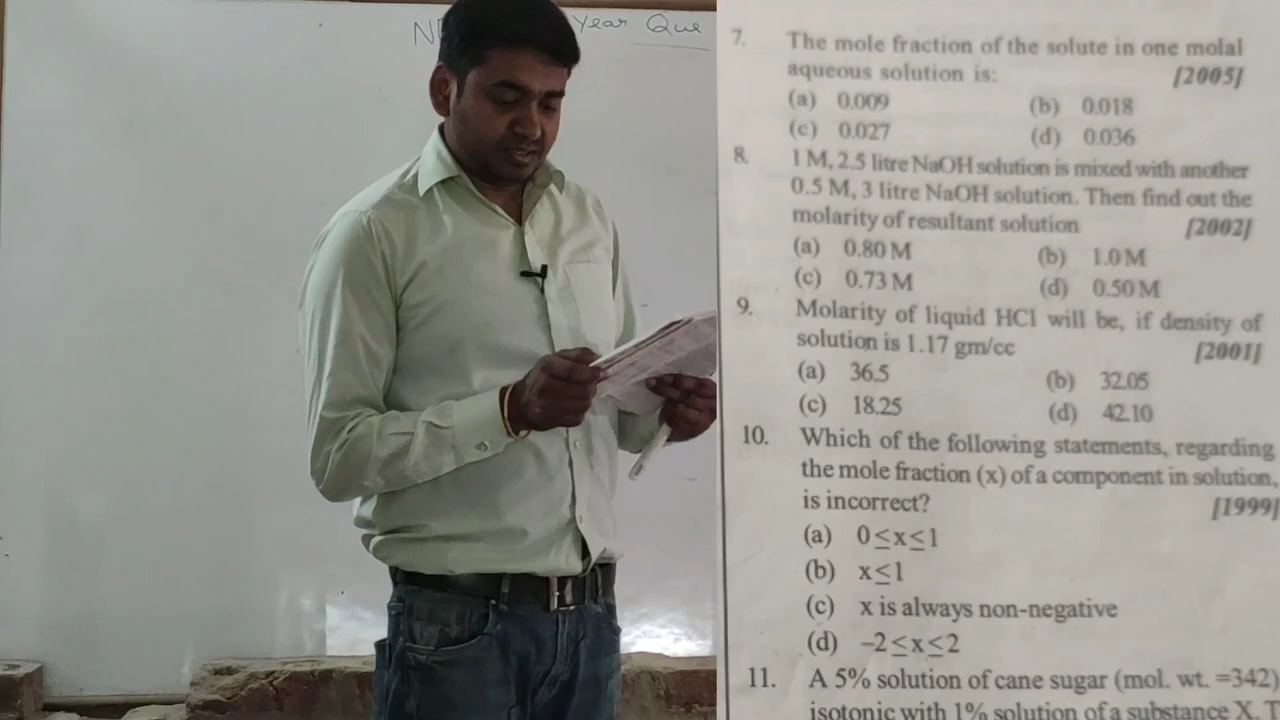 Year Que
7. The mole fraction of the solute in one molal
aqueous solution is: [2005]
(a) 0.009 (b) 0.018
(c) 0.027 (d) 0.036
8. 1 M, 2.5 litre NaOH solution is mixed with another
0.5 M, 3 litre NaOH solution. Then find out the
molarity of resultant solution [2002]
(a) 0.80 M (b) 1.0 M
(c) 0.73 M (d) 0.50 M
9. Molarity of liquid HCl will be, if density of
solution is 1.17 gm/cc [2001]
(a) 36.5 (b) 32.05
(c) 18.25 (d) 42.10
10. Which of the following statements, regarding
the mole fraction (x) of a component in solution,
is incorrect? [1999]
(a) 0≤x≤1
(b) x≤1
(c) x is always non-negative
(d) -2≤x≤2
11. A 5% solution of cane sugar (mol. wt. =342)
isotonic with 1% solution of a substance X. T